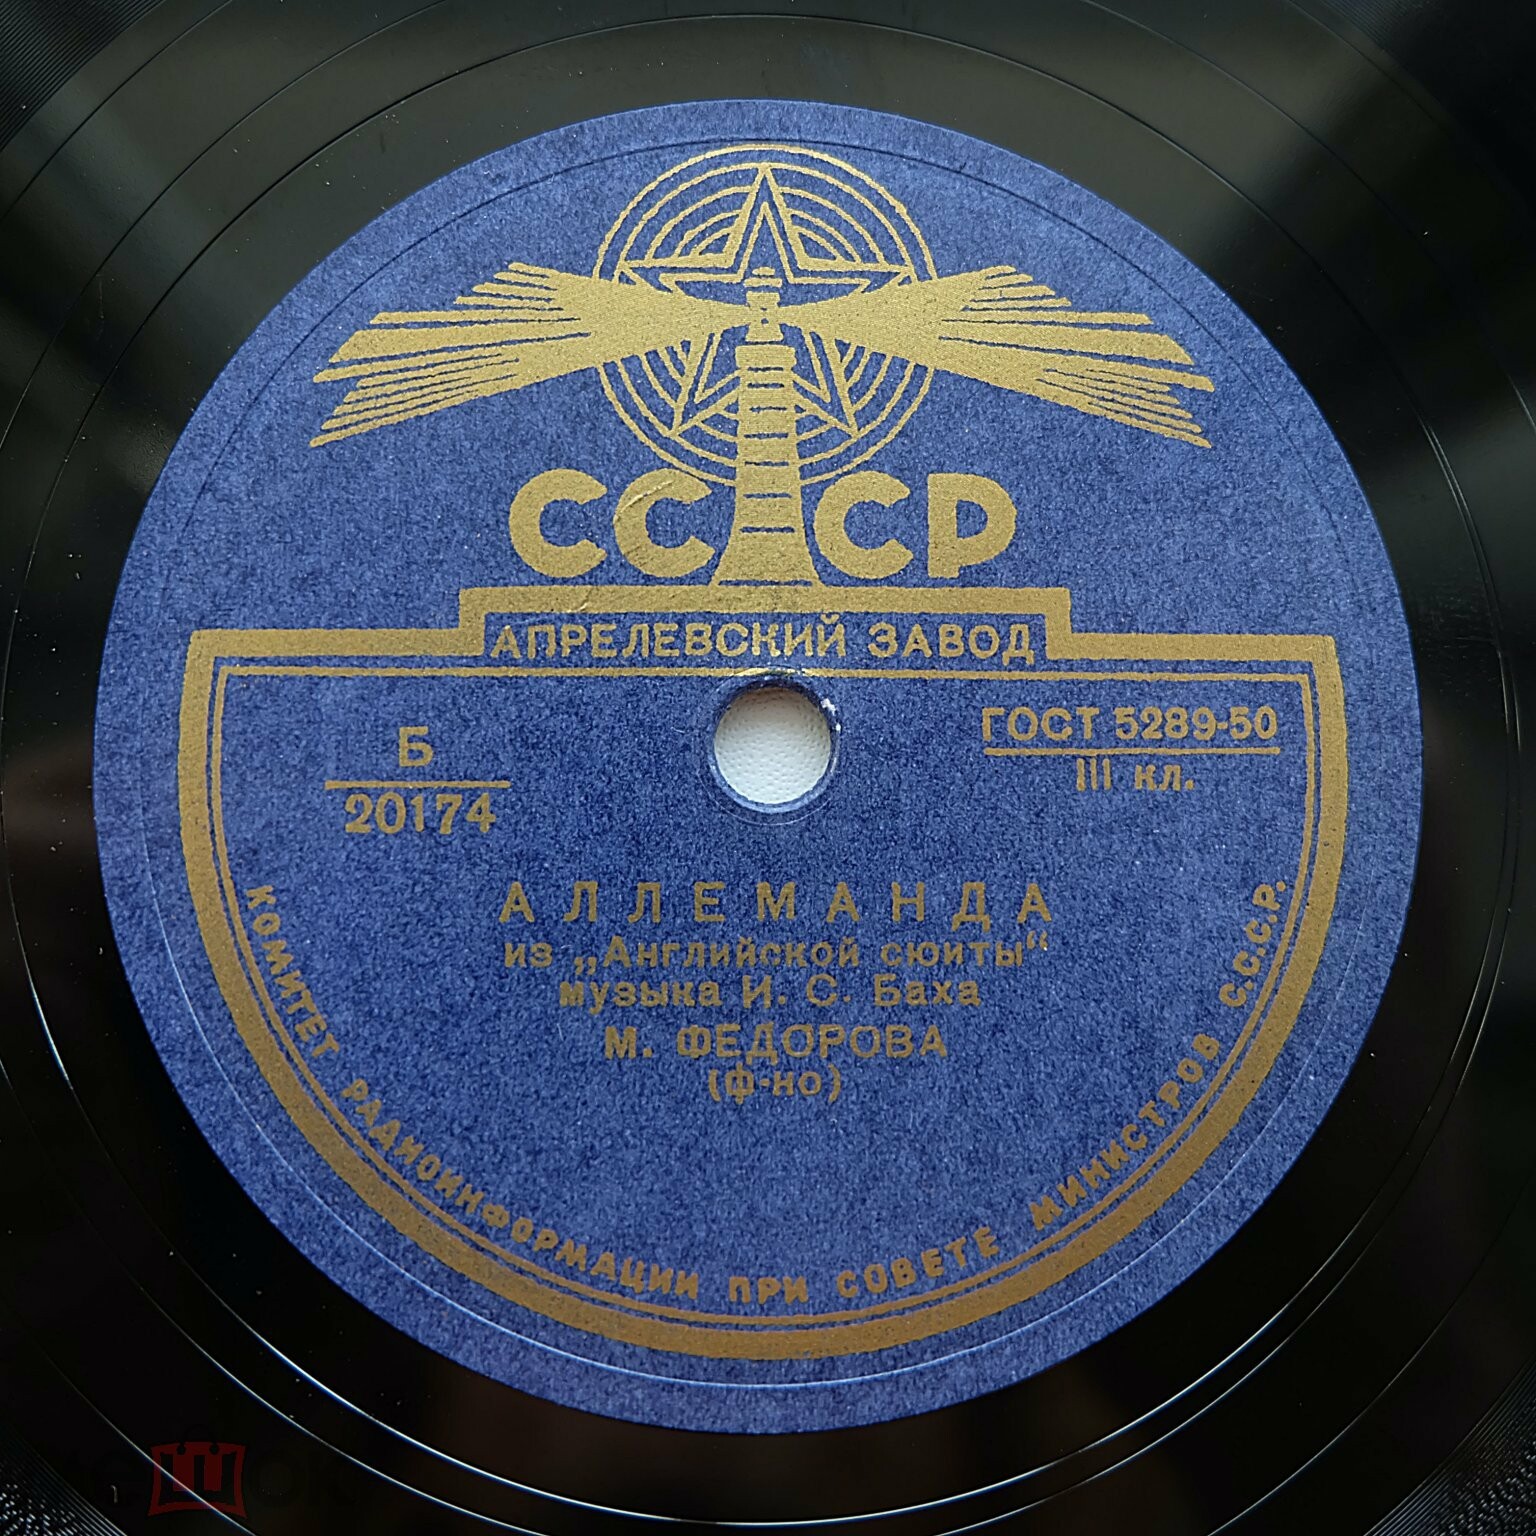 СССР
АПРЕЛЕВСКИЙ ЗАВОД
Б
20174
ГОСТ 5289-50
III кл.
АЛЛЕМАНДА
из „Английской сюиты“
музыка И. С. Баха
М. ФЕДОРОВА
(ф-но)
КОМИТЕТ РАДИОИНФОРМАЦИИ ПРИ СОВЕТЕ МИНИСТРОВ С.С.С.Р.